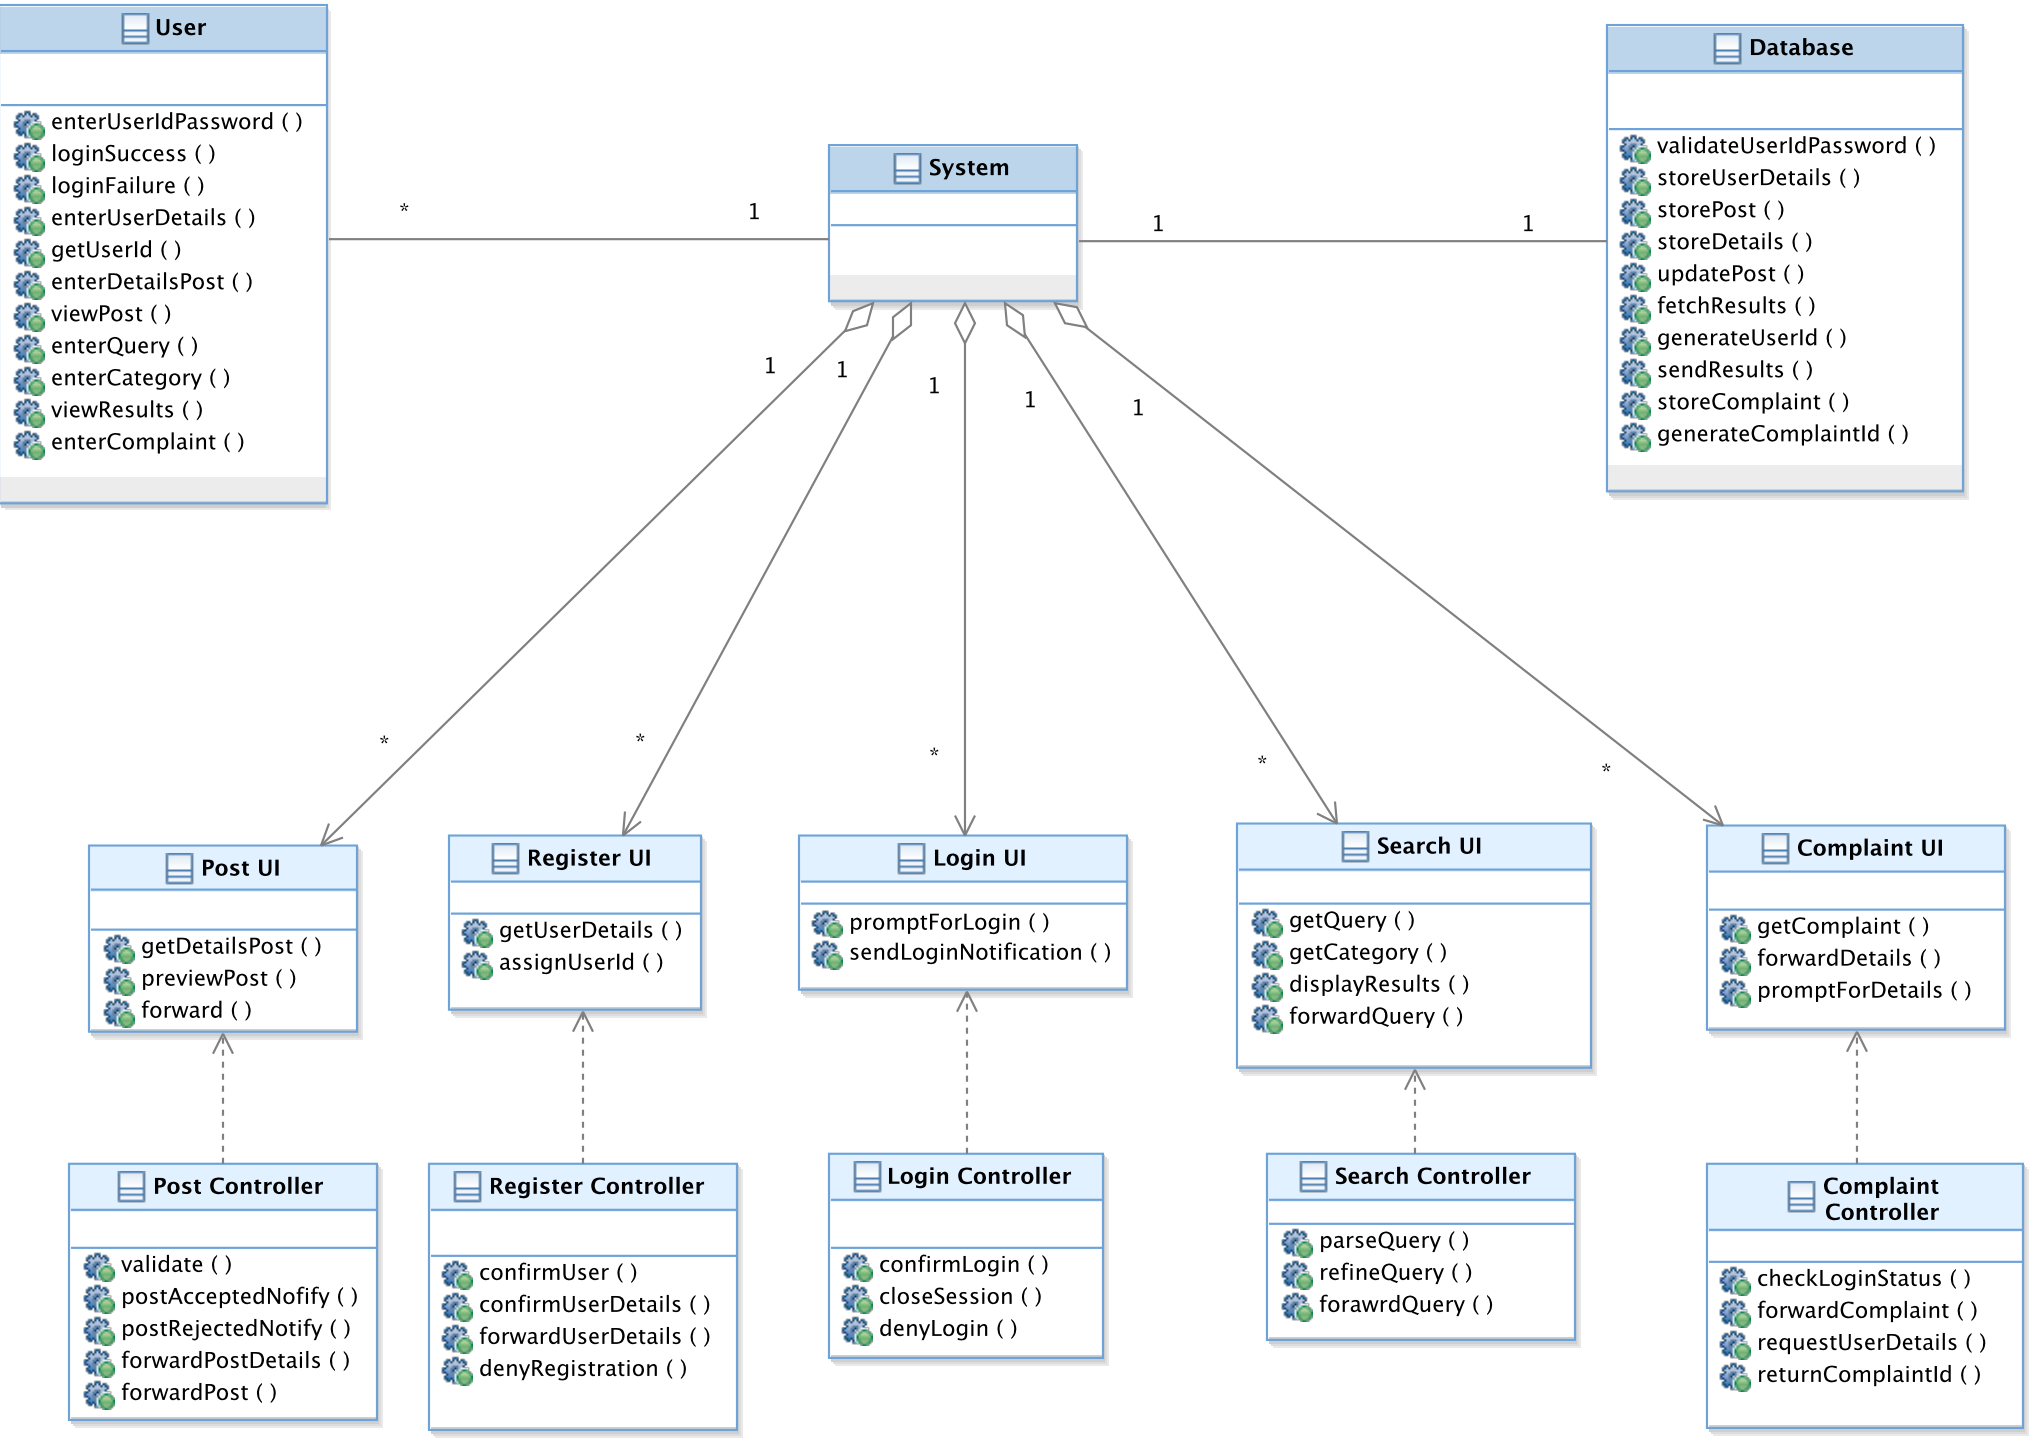 User
enterUserIdPassword ( )
loginSuccess ( )
loginFailure ( )
enterUserDetails ( )
getUserId ( )
enterDetailsPost ( )
viewPost ( )
enterQuery ( )
enterCategory ( )
viewResults ( )
enterComplaint ( )
*
1
System
1
1
Database
validateUserIdPassword ( )
storeUserDetails ( )
storePost ( )
storeDetails ( )
updatePost ( )
fetchResults ( )
generateUserId ( )
sendResults ( )
storeComplaint ( )
generateComplaintId ( )
1
1
1
1
1
*
*
*
*
*
Post UI
getDetailsPost ( )
previewPost ( )
forward ( )
Register UI
getUserDetails ( )
assignUserId ( )
Login UI
promptForLogin ( )
sendLoginNotification ( )
Search UI
getQuery ( )
getCategory ( )
displayResults ( )
forwardQuery ( )
Complaint UI
getComplaint ( )
forwardDetails ( )
promptForDetails ( )
Post Controller
validate ( )
postAcceptedNofify ( )
postRejectedNotify ( )
forwardPostDetails ( )
forwardPost ( )
Register Controller
confirmUser ( )
confirmUserDetails ( )
forwardUserDetails ( )
denyRegistration ( )
Login Controller
confirmLogin ( )
closeSession ( )
denyLogin ( )
Search Controller
parseQuery ( )
refineQuery ( )
forawrdQuery ( )
Complaint
Controller
checkLoginStatus ( )
forwardComplaint ( )
requestUserDetails ( )
returnComplaintId ( )